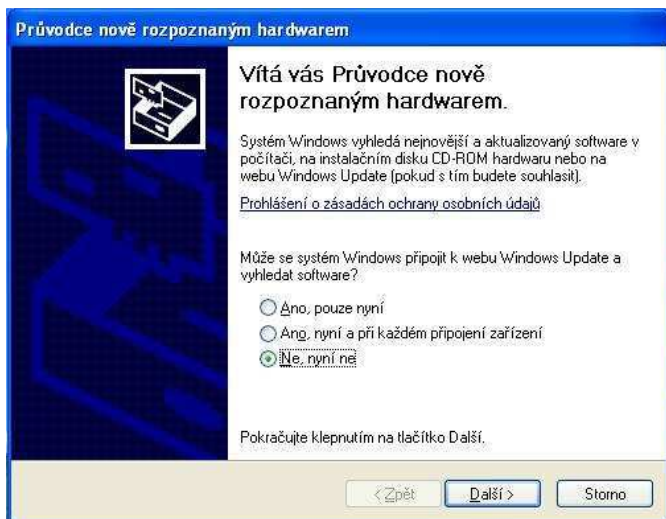 Průvodce nově rozpoznaným hardwarem
Vítá vás Průvodce nově
rozpoznaným hardwarem.
Systém Windows vyhledá nejnovější a aktualizovaný software v
počítači, na instalačním disku CD-ROM hardwaru nebo na
webu Windows Update (pokud s tím budete souhlasit).
Prohlášení o zásadách ochrany osobních údajů
Může se systém Windows připojit k webu Windows Update a
vyhledat software?
Ano, pouze nyní
Ano, nyní a při každém připojení zařízení
Ne, nyní ne
Pokračujte klepnutím na tlačítko Další.
< Zpět Další > Storno